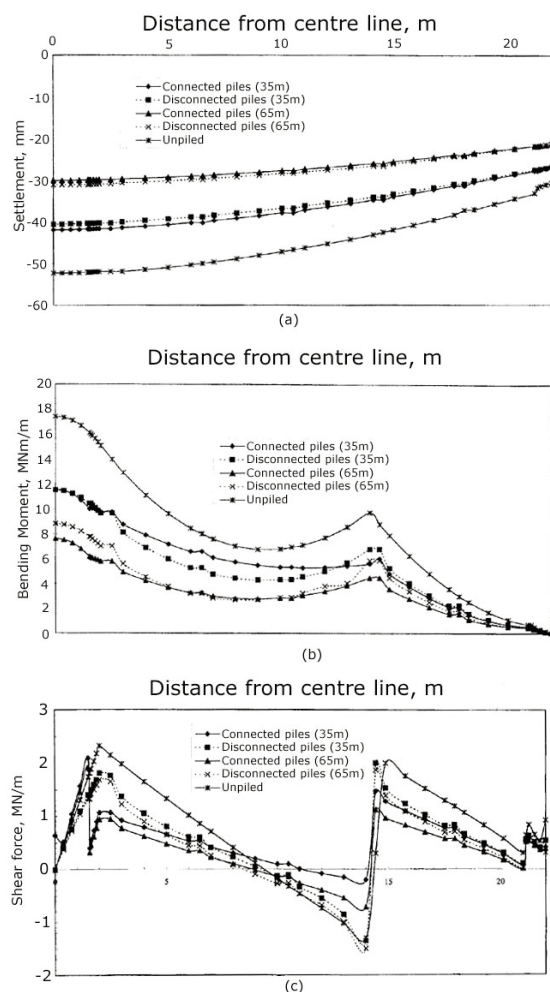 Distance from centre line, m
0 5 10 15 20
0
-10
-20
-30
-40
-50
-60
Settlement, mm
Connected piles (35m)
Disconnected piles (35m)
Connected piles (65m)
Disconnected piles (65m)
Unpiled
(a)
Distance from centre line, m
20
18
16
14
12
10
8
6
4
2
0
Bending Moment, MNm/m
Connected piles (35m)
Disconnected piles (35m)
Connected piles (65m)
Disconnected piles (65m)
Unpiled
(b)
Distance from centre line, m
3
2
1
0
-1
-2
Shear force, MN/m
Connected piles (35m)
Disconnected piles (35m)
Connected piles (65m)
Disconnected piles (65m)
Unpiled
5 10 15 20
(c)